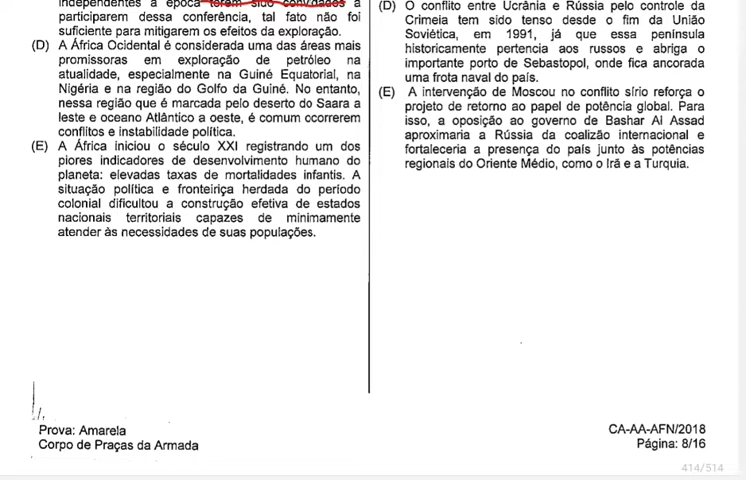 independentes à época terem sido convidados a
participarem dessa conferência, tal fato não foi
suficiente para mitigarem os efeitos da exploração.
(D) A África Ocidental é considerada uma das áreas mais
promissoras em exploração de petróleo na
atualidade, especialmente na Guiné Equatorial, na
Nigéria e na região do Golfo da Guiné. No entanto,
nessa região que é marcada pelo deserto do Saara a
leste e oceano Atlântico a oeste, é comum ocorrerem
conflitos e instabilidade política.
(E) A África iniciou o século XXI registrando um dos
piores indicadores de desenvolvimento humano do
planeta: elevadas taxas de mortalidades infantis. A
situação política e fronteiriça herdada do período
colonial dificultou a construção efetiva de estados
nacionais territoriais capazes de minimamente
atender às necessidades de suas populações.
(D) O conflito entre Ucrânia e Rússia pelo controle da
Crimeia tem sido tenso desde o fim da União
Soviética, em 1991, já que essa península
historicamente pertencia aos russos e abriga o
importante porto de Sebastopol, onde fica ancorada
uma frota naval do país.
(E) A intervenção de Moscou no conflito sírio reforça o
projeto de retorno ao papel de potência global. Para
isso, a oposição ao governo de Bashar Al Assad
aproximaria a Rússia da coalizão internacional e
fortaleceria a presença do país junto às potências
regionais do Oriente Médio, como o Irã e a Turquia.
Prova: Amarela
Corpo de Praças da Armada
CA-AA-AFN/2018
Página: 8/16
414/514